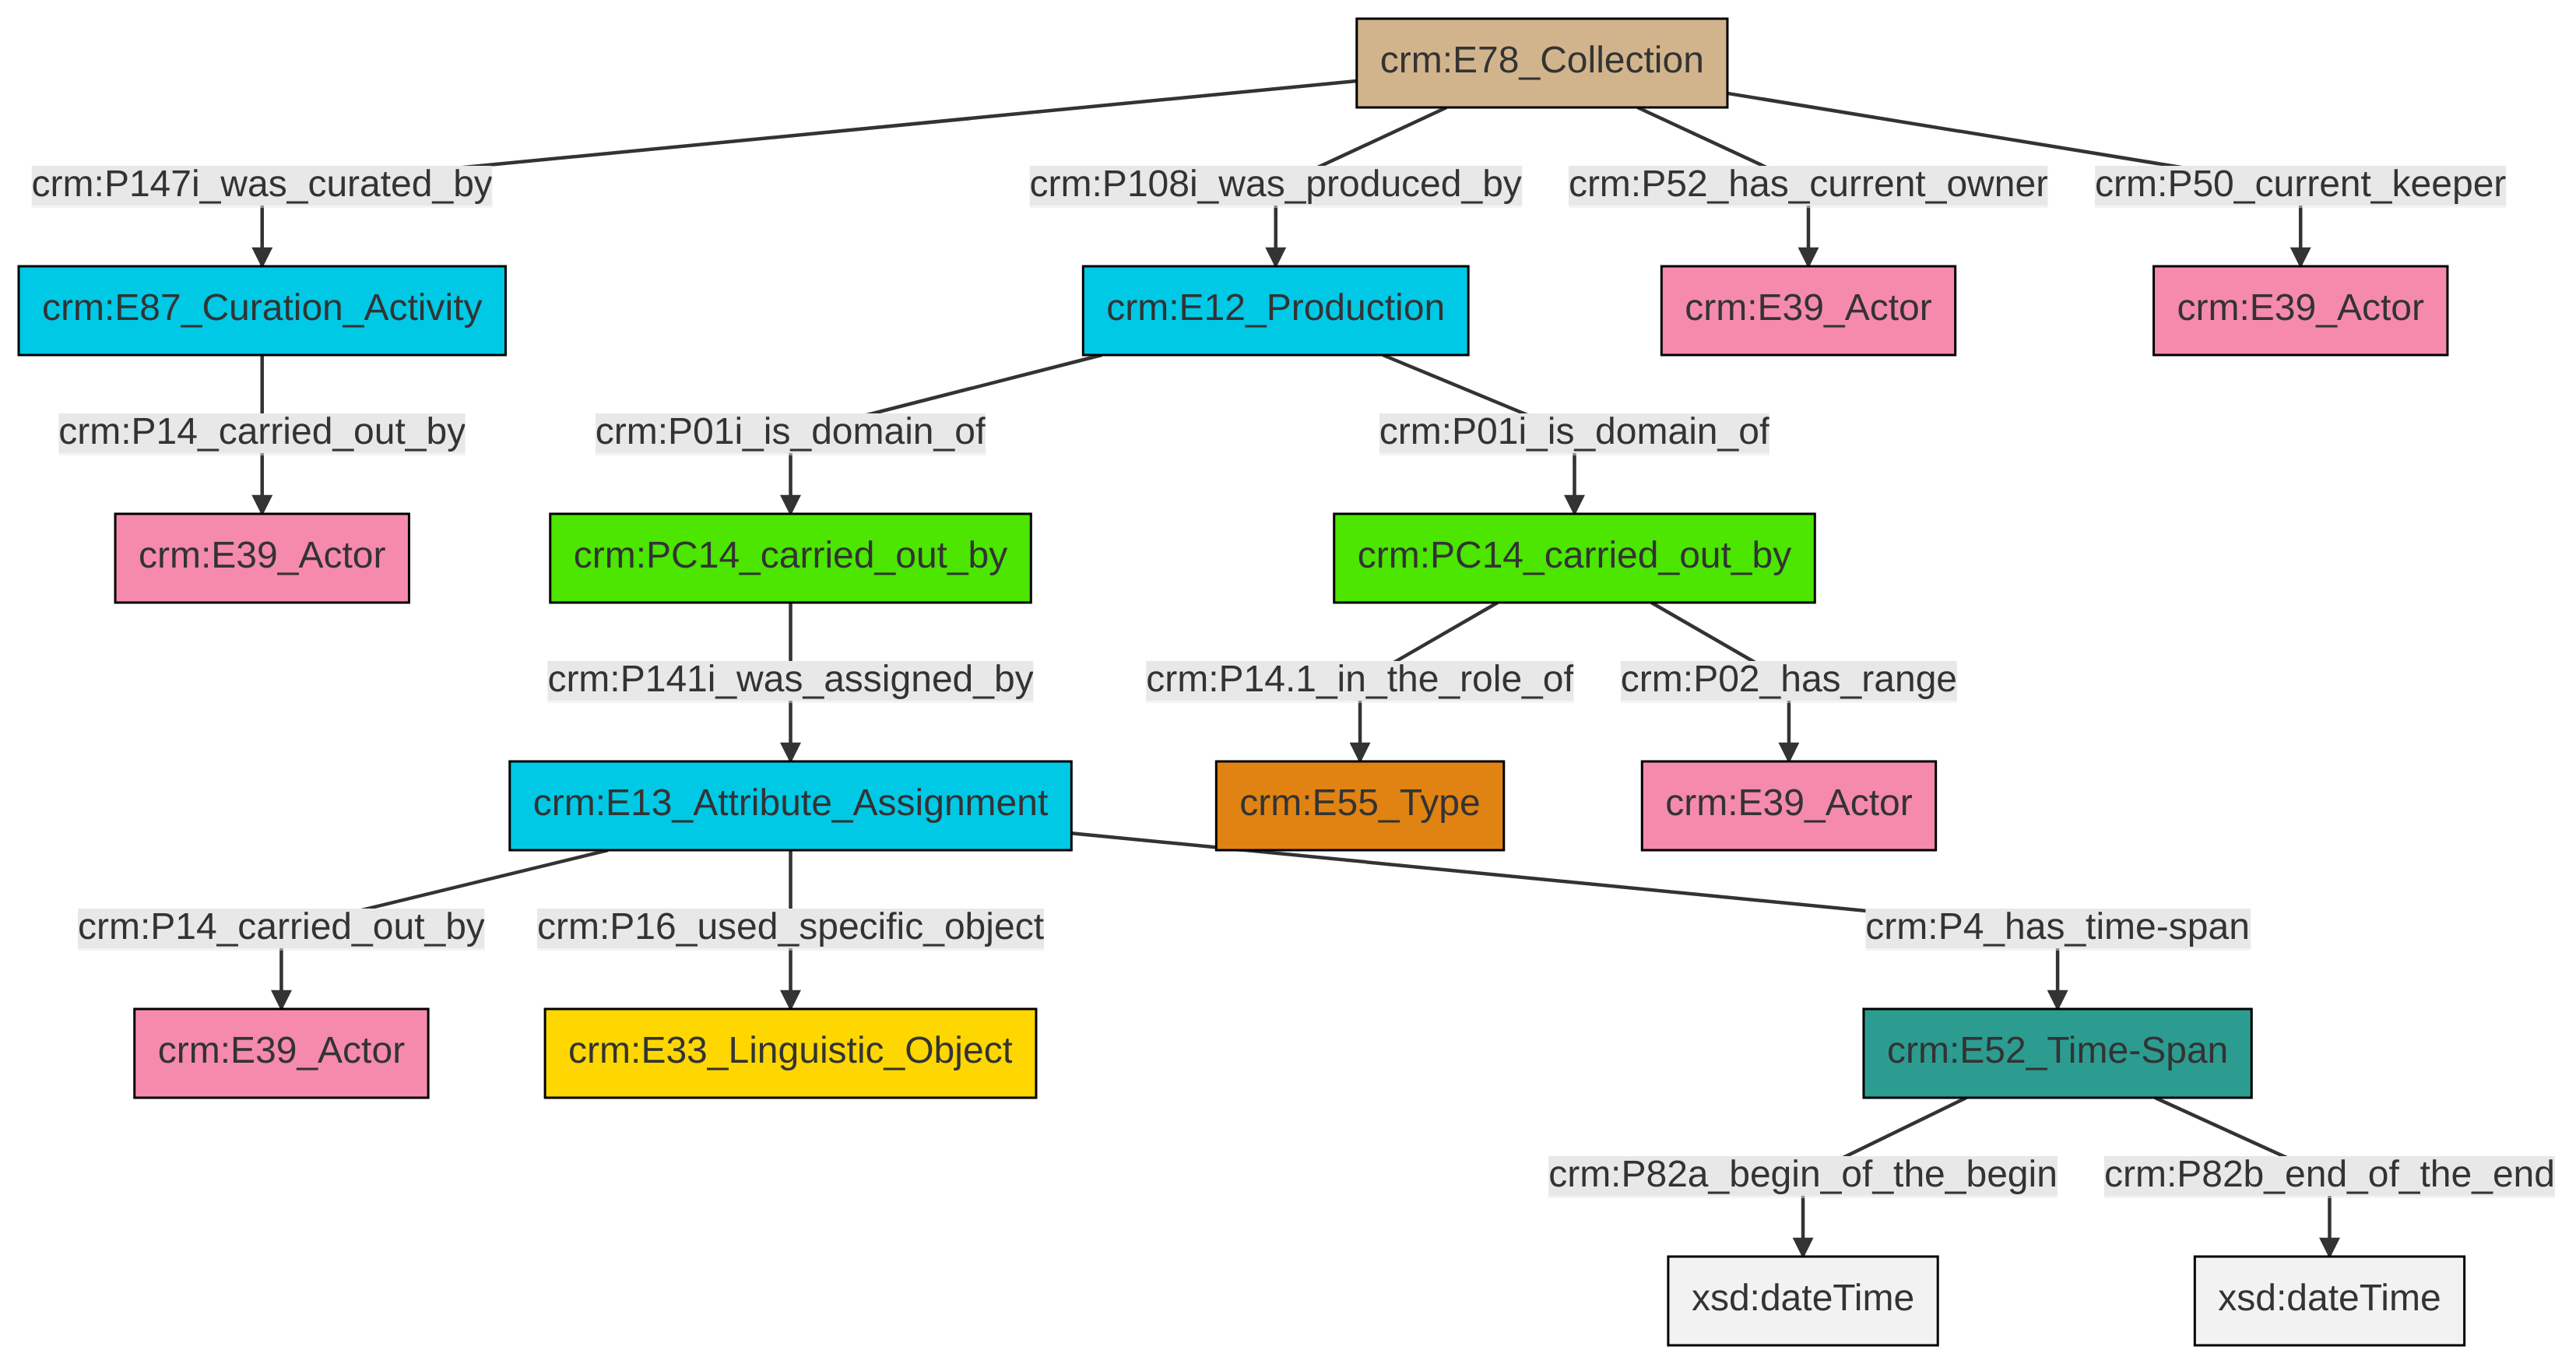 crm:E78_Collection
crm:P147i_was_curated_by
crm:P108i_was_produced_by
crm:P52_has_current_owner
crm:P50_current_keeper
crm:E87_Curation_Activity
crm:E12_Production
crm:E39_Actor
crm:E39_Actor
crm:P14_carried_out_by
crm:P01i_is_domain_of
crm:P01i_is_domain_of
crm:E39_Actor
crm:PC14_carried_out_by
crm:PC14_carried_out_by
crm:P141i_was_assigned_by
crm:P14.1_in_the_role_of
crm:P02_has_range
crm:E13_Attribute_Assignment
crm:E55_Type
crm:E39_Actor
crm:P14_carried_out_by
crm:P16_used_specific_object
crm:P4_has_time-span
crm:E39_Actor
crm:E33_Linguistic_Object
crm:E52_Time-Span
crm:P82a_begin_of_the_begin
crm:P82b_end_of_the_end
xsd:dateTime
xsd:dateTime